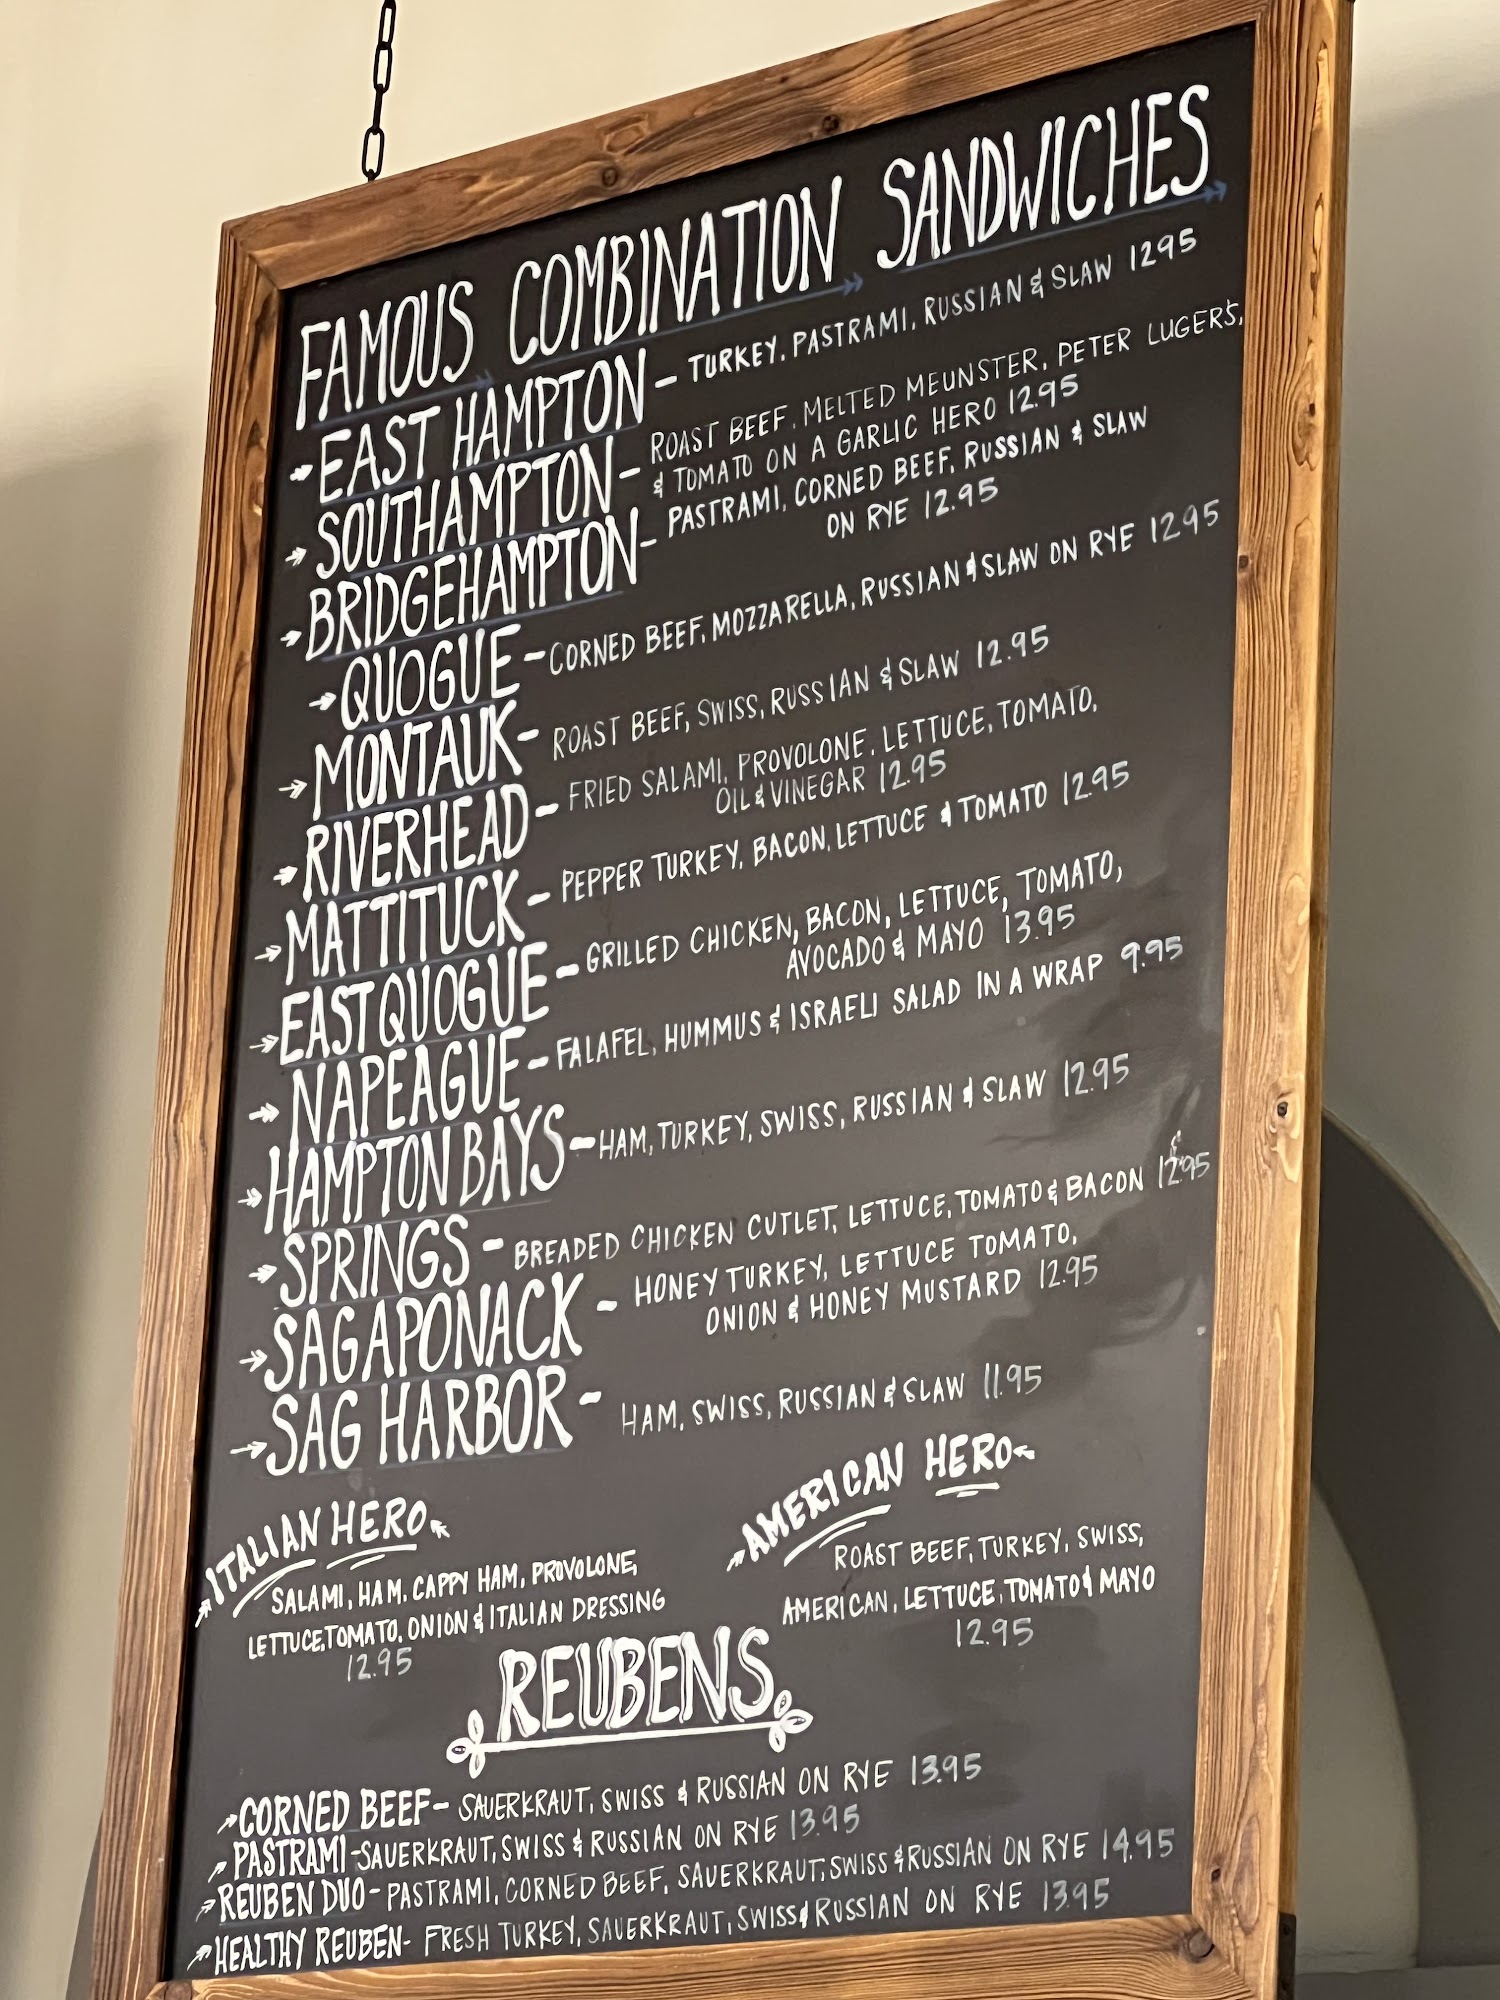 FAMOUS COMBINATION SANDWICHES
EAST HAMPTON - TURKEY, PASTRAMI, RUSSIAN & SLAW 1295
SOUTHAMPTON - ROAST BEEF, MELTED MEUNSTER, PETER LUGER'S,
& TOMATO ON A GARLIC HERO 12.95
BRIDGEHAMPTON - PASTRAMI, CORNED BEEF, RUSSIAN & SLAW
ON RYE 12.95
QUOGUE - CORNED BEEF, MOZZARELLA, RUSSIAN & SLAW ON RYE 12.95
MONTAUK - ROAST BEEF, SWISS, RUSSIAN & SLAW 12.95
RIVERHEAD - FRIED SALAMI, PROVOLONE, LETTUCE, TOMATO,
OIL & VINEGAR 12.95
MATTITUCK - PEPPER TURKEY, BACON, LETTUCE & TOMATO 12.95
EAST QUOGUE - GRILLED CHICKEN, BACON, LETTUCE, TOMATO,
AVOCADO & MAYO 13.95
NAPEAGUE - FALAFEL, HUMMUS & ISRAELI SALAD IN A WRAP 9.95
HAMPTON BAYS - HAM, TURKEY, SWISS, RUSSIAN & SLAW 12.95
SPRINGS - BREADED CHICKEN CUTLET, LETTUCE, TOMATO & BACON 12.95
SAGAPONACK - HONEY TURKEY, LETTUCE TOMATO,
ONION & HONEY MUSTARD 12.95
SAG HARBOR - HAM, SWISS, RUSSIAN & SLAW 11.95
ITALIAN HERO
SALAMI, HAM, CAPPY HAM, PROVOLONE,
LETTUCE, TOMATO, ONION & ITALIAN DRESSING
12.95
AMERICAN HERO
ROAST BEEF, TURKEY, SWISS,
AMERICAN, LETTUCE, TOMATO & MAYO
12.95
REUBENS
CORNED BEEF - SAUERKRAUT, SWISS & RUSSIAN ON RYE 13.95
PASTRAMI - SAUERKRAUT, SWISS & RUSSIAN ON RYE 13.95
REUBEN DUO - PASTRAMI, CORNED BEEF, SAUERKRAUT, SWISS & RUSSIAN ON RYE 14.95
HEALTHY REUBEN - FRESH TURKEY, SAUERKRAUT, SWISS & RUSSIAN ON RYE 13.95